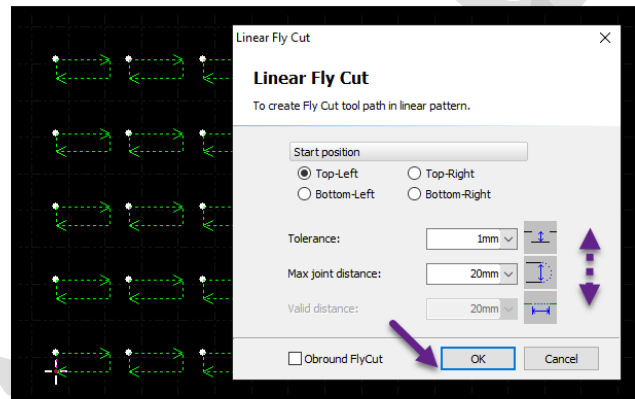 Linear Fly Cut
Linear Fly Cut
To create Fly Cut tool path in linear pattern.
Start position
Top-Left Top-Right
Bottom-Left Bottom-Right
Tolerance: 1mm
Max joint distance: 20mm
Valid distance: 20mm
Obround FlyCut OK Cancel